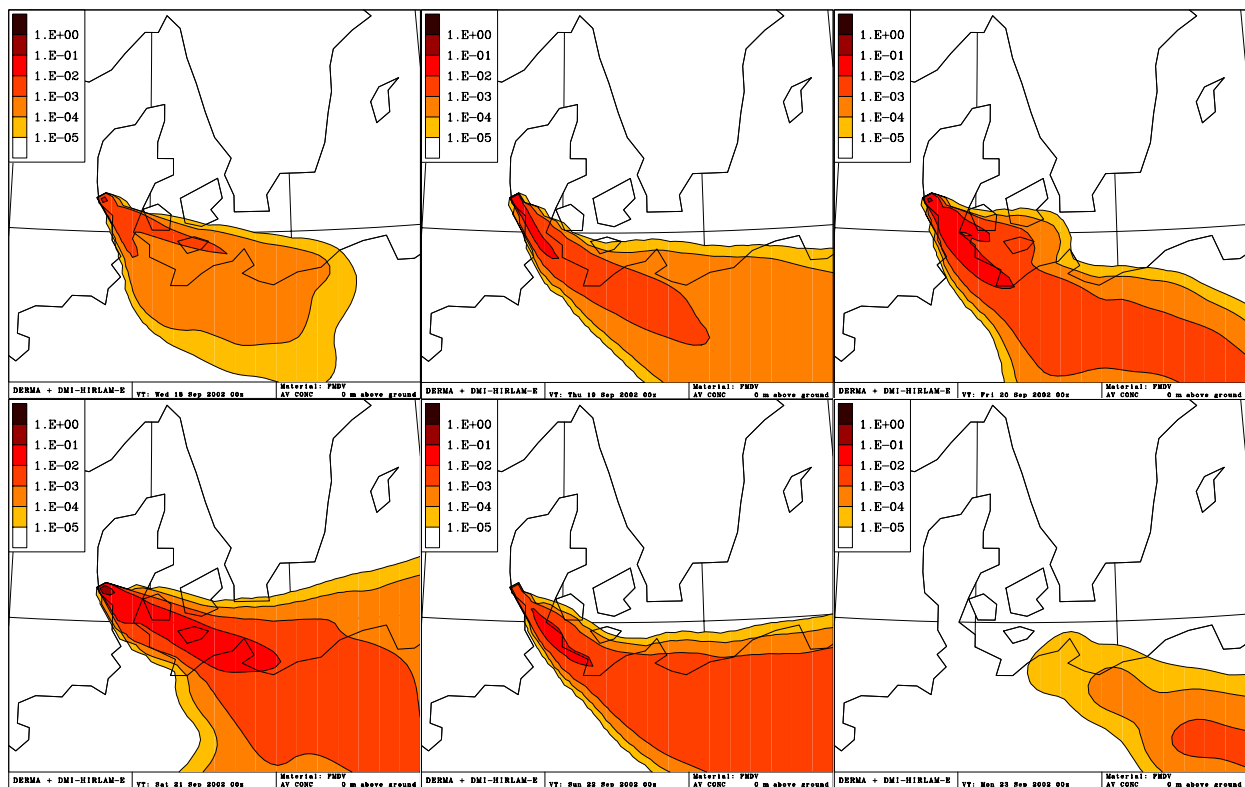 1.E+00
1.E-01
1.E-02
1.E-03
1.E-04
1.E-05
DERMA + DMI-HIRLAM-E
VT: Wed 18 Sep 2002 00z
Material: FMDV
AV CONC 0 m above ground
1.E+00
1.E-01
1.E-02
1.E-03
1.E-04
1.E-05
DERMA + DMI-HIRLAM-E
VT: Thu 19 Sep 2002 00z
Material: FMDV
AV CONC 0 m above ground
1.E+00
1.E-01
1.E-02
1.E-03
1.E-04
1.E-05
DERMA + DMI-HIRLAM-E
VT: Fri 20 Sep 2002 00z
Material: FMDV
AV CONC 0 m above ground
1.E+00
1.E-01
1.E-02
1.E-03
1.E-04
1.E-05
DERMA + DMI-HIRLAM-E
VT: Sat 21 Sep 2002 00z
Material: FMDV
AV CONC 0 m above ground
1.E+00
1.E-01
1.E-02
1.E-03
1.E-04
1.E-05
DERMA + DMI-HIRLAM-E
VT: Sun 22 Sep 2002 00z
Material: FMDV
AV CONC 0 m above ground
1.E+00
1.E-01
1.E-02
1.E-03
1.E-04
1.E-05
DERMA + DMI-HIRLAM-E
VT: Mon 23 Sep 2002 00z
Material: FMDV
AV CONC 0 m above ground